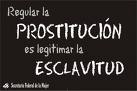 Regular la
PROSTITUCIÓN
es legitimar la
ESCLAVITUD
Secretaría Federal de la Mujer